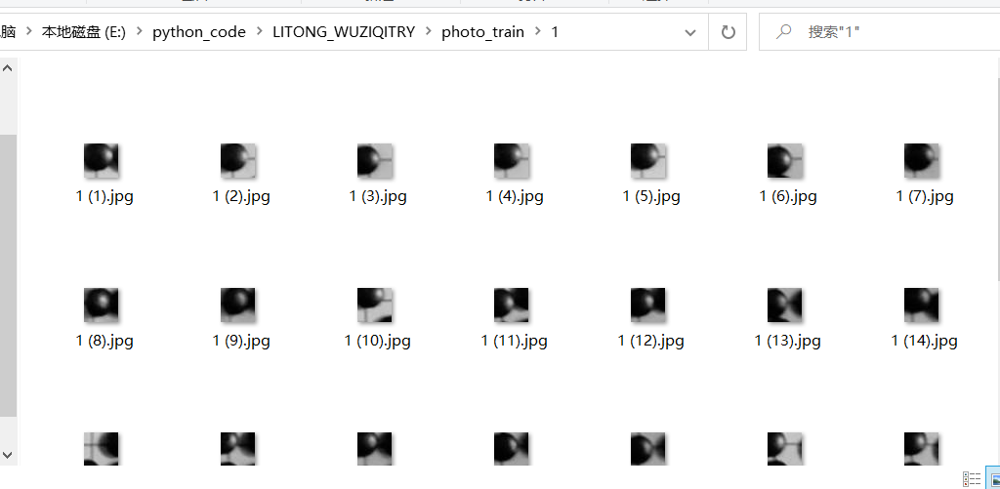 脑 > 本地磁盘 (E:) > python_code > LITONG_WUZIQITRY > photo_train > 1
搜索"1"
1 (1).jpg 1 (2).jpg 1 (3).jpg 1 (4).jpg 1 (5).jpg 1 (6).jpg 1 (7).jpg
1 (8).jpg 1 (9).jpg 1 (10).jpg 1 (11).jpg 1 (12).jpg 1 (13).jpg 1 (14).jpg